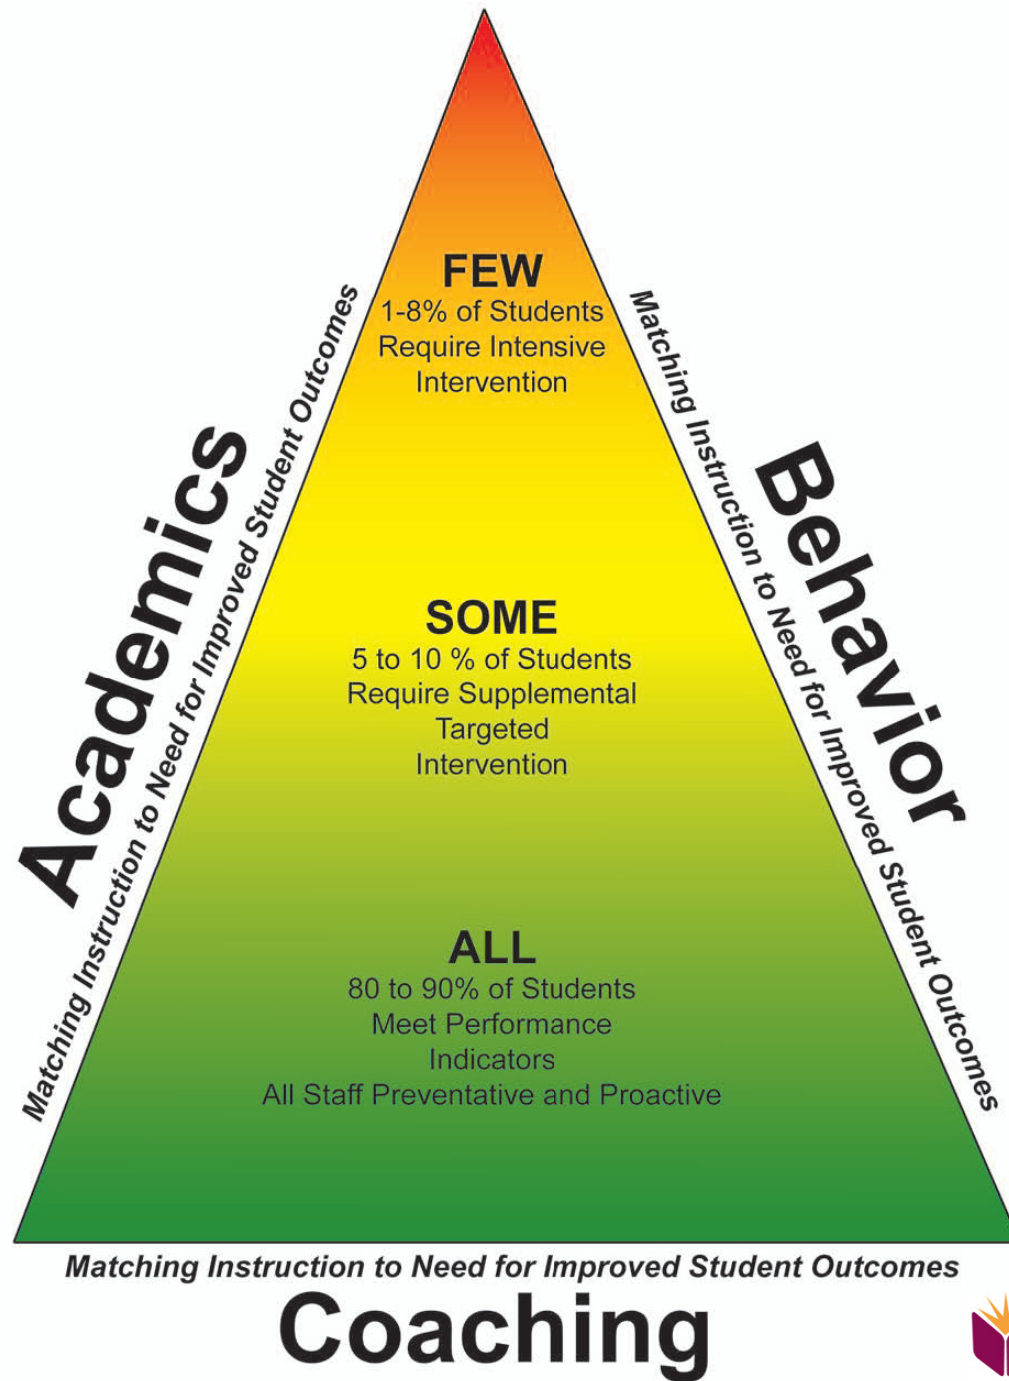 FEW
1-8% of Students
Require Intensive
Intervention
Academics
Matching Instruction to Need for Improved Student Outcomes
Matching Instruction to Need for Improved Student Outcomes
Behavior
SOME
5 to 10 % of Students
Require Supplemental
Targeted
Intervention
ALL
80 to 90% of Students
Meet Performance
Indicators
All Staff Preventative and Proactive
Matching Instruction to Need for Improved Student Outcomes
Coaching